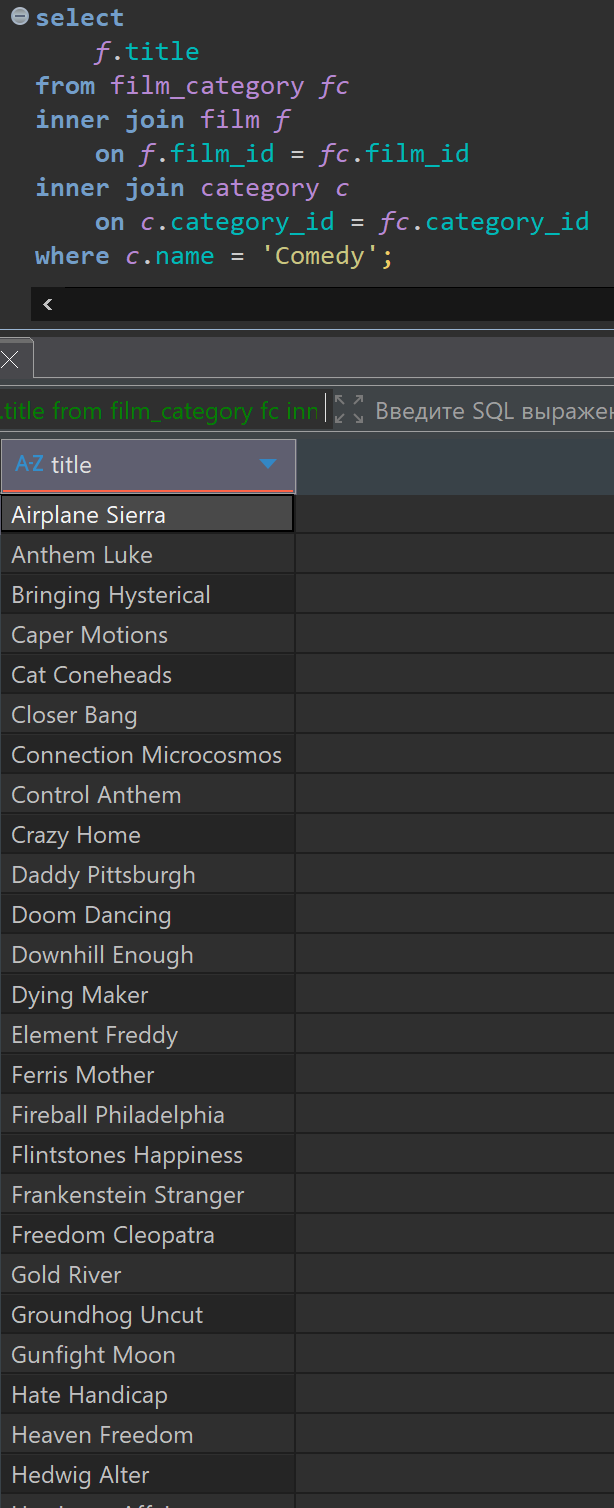 select
f.title
from film_category fc
inner join film f
on f.film_id = fc.film_id
inner join category c
on c.category_id = fc.category_id
where c.name = 'Comedy';
.title from film_category fc inn
Введите SQL выражен
A-Z title
Airplane Sierra
Anthem Luke
Bringing Hysterical
Caper Motions
Cat Coneheads
Closer Bang
Connection Microcosmos
Control Anthem
Crazy Home
Daddy Pittsburgh
Doom Dancing
Downhill Enough
Dying Maker
Element Freddy
Ferris Mother
Fireball Philadelphia
Flintstones Happiness
Frankenstein Stranger
Freedom Cleopatra
Gold River
Groundhog Uncut
Gunfight Moon
Hate Handicap
Heaven Freedom
Hedwig Alter